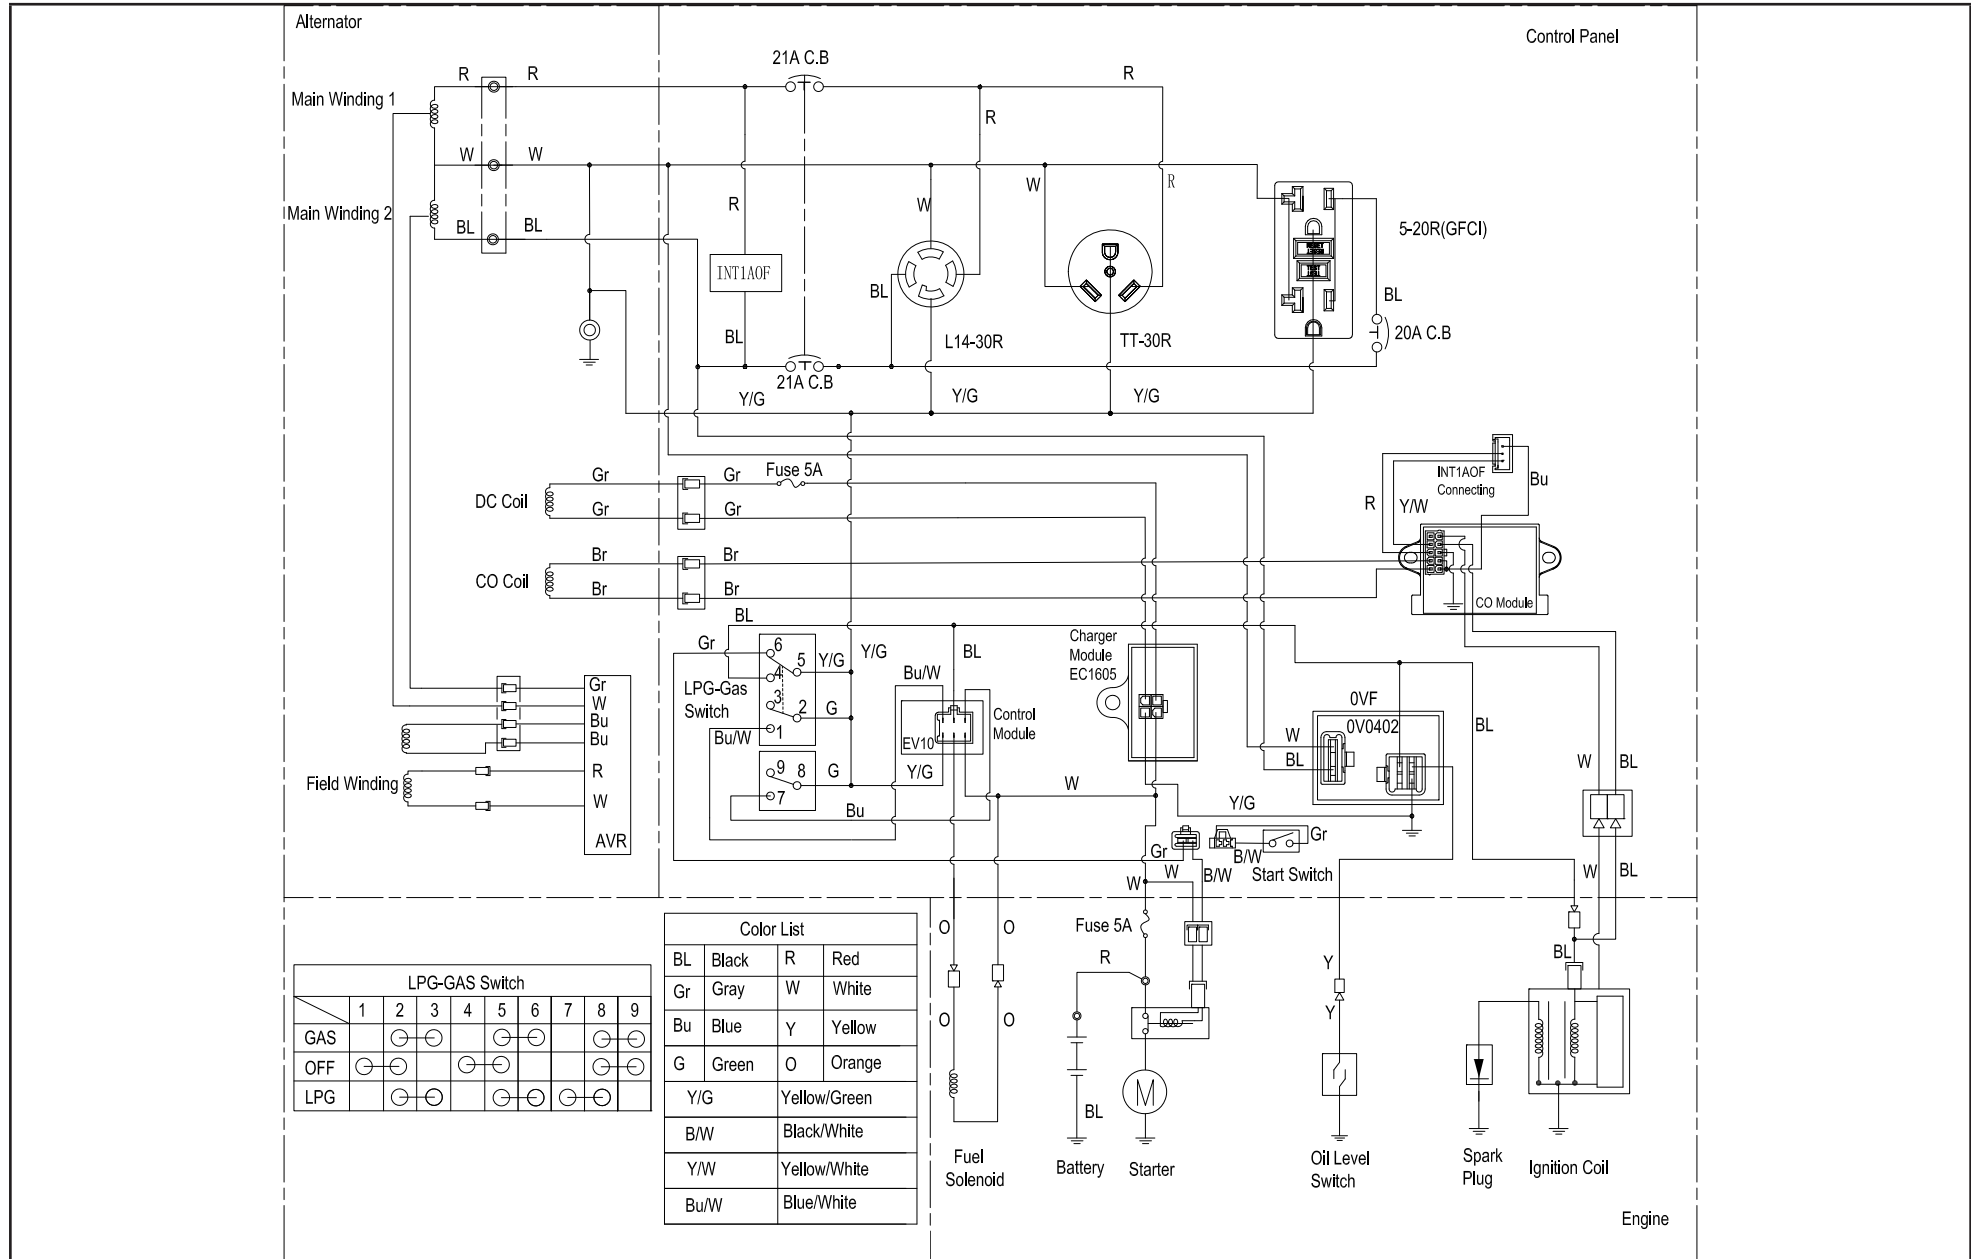 Alternator
Control Panel
21A C.B
R
R
R
Main Winding 1
R
W
W
W
R
R
W
Main Winding 2
BL
BL
5-20R(GFCI)
INT1AOF
BL
BL
BL
L14-30R
TT-30R
20A C.B
21A C.B
Y/G
Y/G
Y/G
Gr
Gr
Fuse 5A
DC Coil
Gr
Gr
INT1AOF
Connecting
Bu
R
Y/W
Br
Br
CO Coil
Br
Br
CO Module
BL
Gr
6
5
4
3
2
1
Y/G
Y/G
BL
LPG-Gas
Switch
G
Bu/W
Bu/W
Control
Module
EV10
Y/G
9
8
7
G
Bu
Charger
Module
EC1605
W
0VF
0V0402
W
BL
BL
W
BL
Gr
W
Bu
Bu
R
W
AVR
Field Winding
Y/G
Gr
B/W
Start Switch
Gr
W
B/W
W
W
BL
Color List
BL
Black
R
Red
Gr
Gray
W
White
Bu
Blue
Y
Yellow
G
Green
O
Orange
Y/G
Yellow/Green
B/W
Black/White
Y/W
Yellow/White
Bu/W
Blue/White
LPG-GAS Switch
1 2 3 4 5 6 7 8 9
GAS
OFF
LPG
O
O
O
O
Fuel
Solenoid
Fuse 5A
R
BL
Battery
M
Starter
Y
Y
Oil Level
Switch
BL
Spark
Plug
Ignition Coil
Engine